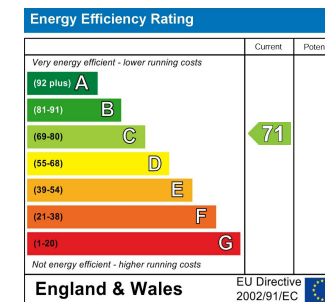 Energy Efficiency Rating
Current Poten
Very energy efficient - lower running costs
(92 plus) A
(81-91) B
(69-80) C
71
(55-68) D
(39-54) E
(21-38) F
(1-20) G
Not energy efficient - higher running costs
England & Wales
EU Directive
2002/91/EC